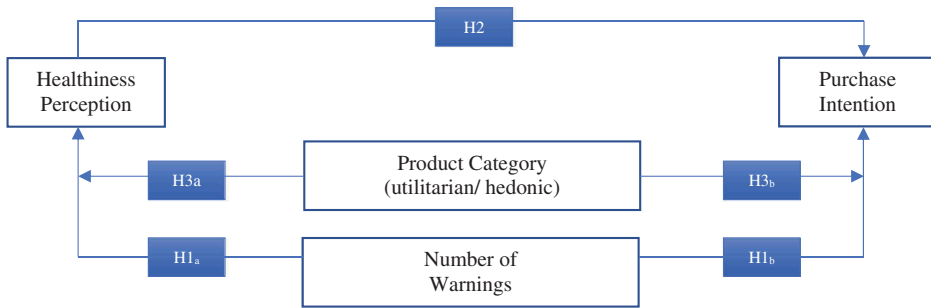 H2
Healthiness
Perception
Purchase
Intention
H3a
Product Category
(utilitarian/ hedonic)
H3b
H1a
Number of
Warnings
H1b